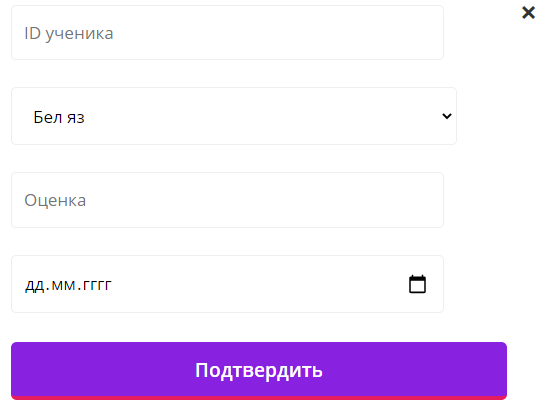 ID ученика
Бел яз
Оценка
дд.мм.гггг
Подтвердить